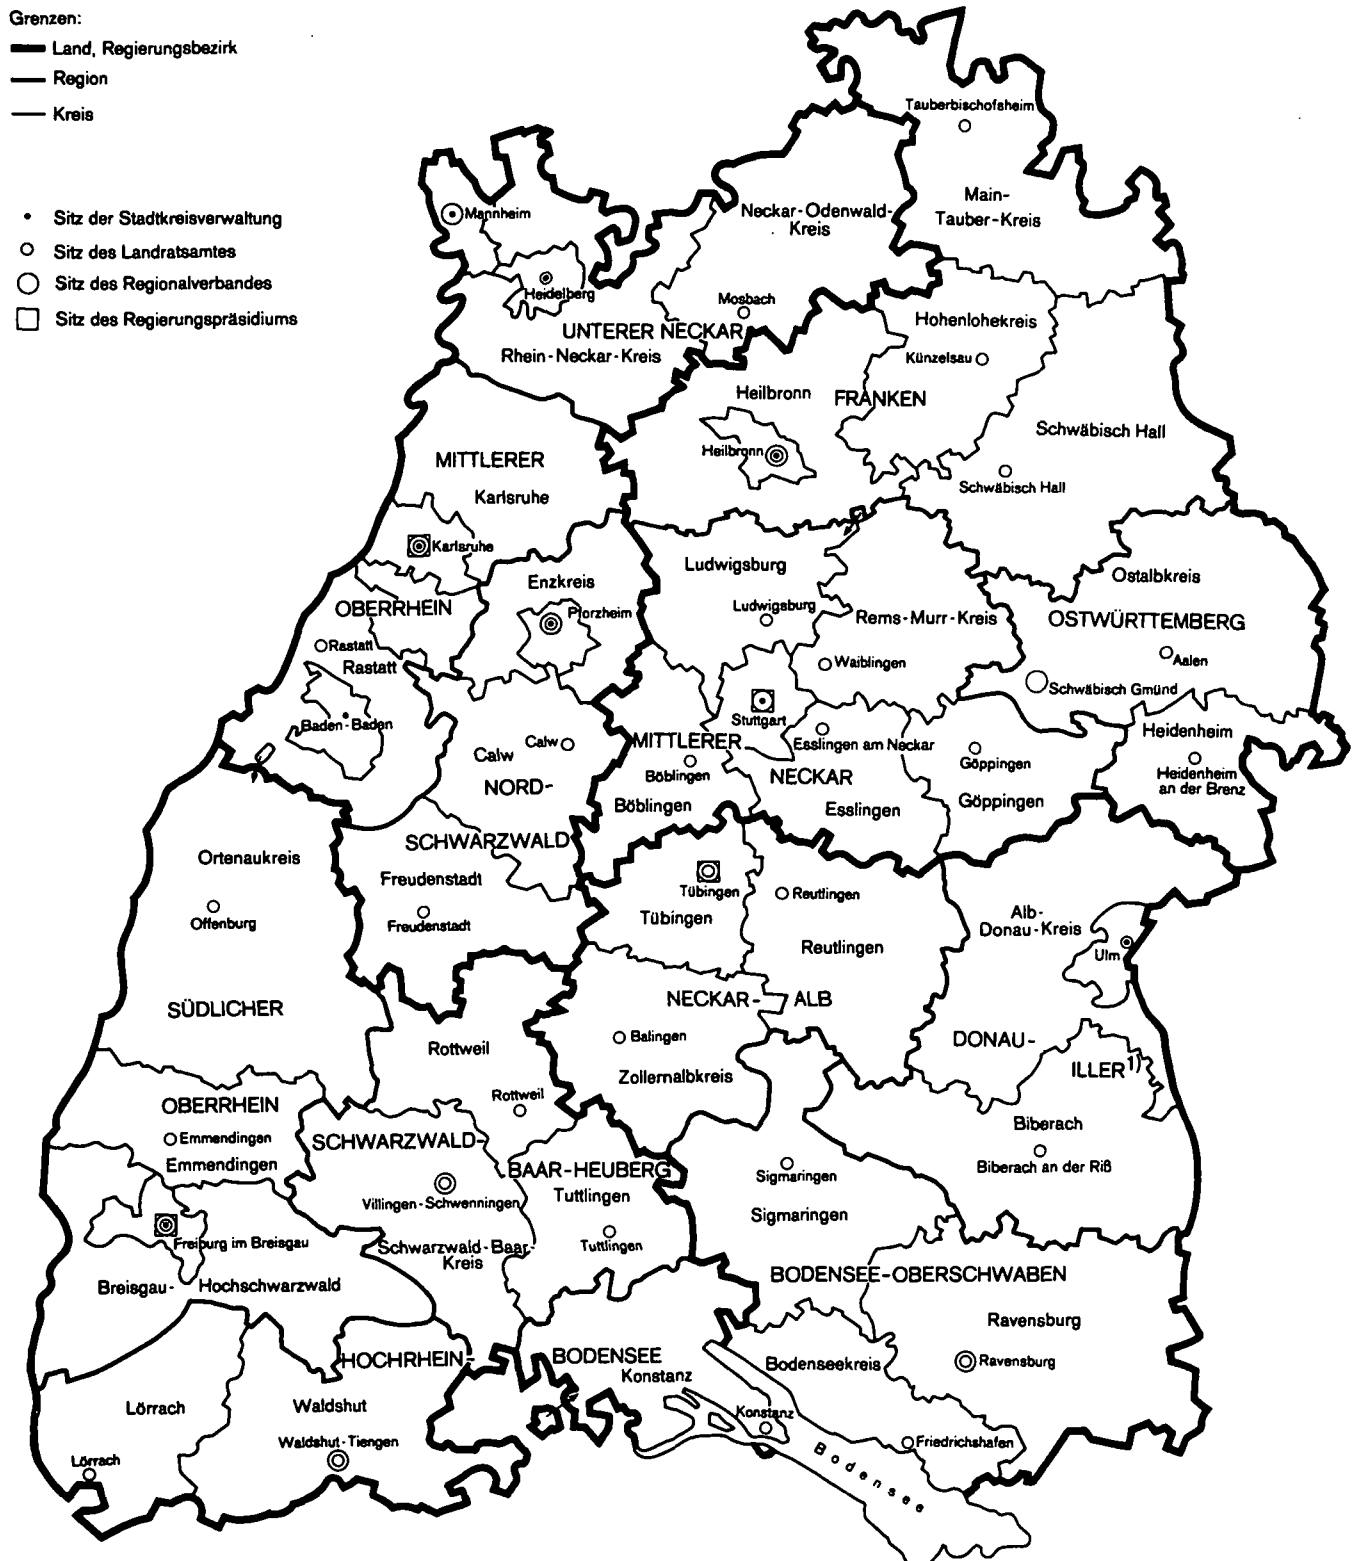 Grenzen:
Land, Regierungsbezirk
Region
Kreis
Sitz der Stadtkreisverwaltung
Sitz des Landratsamtes
Sitz des Regionalverbandes
Sitz des Regierungspräsidiums
Tauberbischofsheim
Main-
Tauber-Kreis
Mannheim
Neckar-Odenwald-
Kreis
Heidelberg
Mosbach
UNTERER NECKAR
Rhein-Neckar-Kreis
Hohenlohekreis
Künzelsau
Heilbronn
FRANKEN
Heilbronn
Schwäbisch Hall
Schwäbisch Hall
MITTLERER
Karlsruhe
Karlsruhe
Enzkreis
Pforzheim
OBERRHEIN
Rastatt
Rastatt
Baden-Baden
Ludwigsburg
Ludwigsburg
Rems-Murr-Kreis
Waiblingen
Ostalbkreis
OSTWÜRTTEMBERG
Aalen
Schwäbisch Gmünd
Stuttgart
MITTLERER
Esslingen am Neckar
Böblingen
Böblingen
NECKAR
Esslingen
Göppingen
Göppingen
Heidenheim
Heidenheim
an der Brenz
Calw
Calw
NORD-
SCHWARZWALD
Freudenstadt
Freudenstadt
Ortenaukreis
Offenburg
SÜDLICHER
Tübingen
Tübingen
Reutlingen
Reutlingen
Alb-
Donau-Kreis
Ulm
NECKAR-
ALB
Balingen
Zollernalbkreis
DONAU-
ILLER1)
Rottweil
Rottweil
OBERRHEIN
Emmendingen
Emmendingen
SCHWARZWALD-
BAAR-HEUBERG
Villingen-Schwenningen
Tuttlingen
Tuttlingen
Biberach
Biberach an der Riß
Sigmaringen
Sigmaringen
Freiburg im Breisgau
Schwarzwald-Baar-
Kreis
Breisgau-
Hochschwarzwald
BODENSEE-OBERSCHWABEN
Ravensburg
Ravensburg
HOCHRHEIN-
BODENSEE
Konstanz
Bodenseekreis
Lörrach
Waldshut
Konstanz
Friedrichshafen
Waldshut-Tiengen
Lörrach
Bodensee